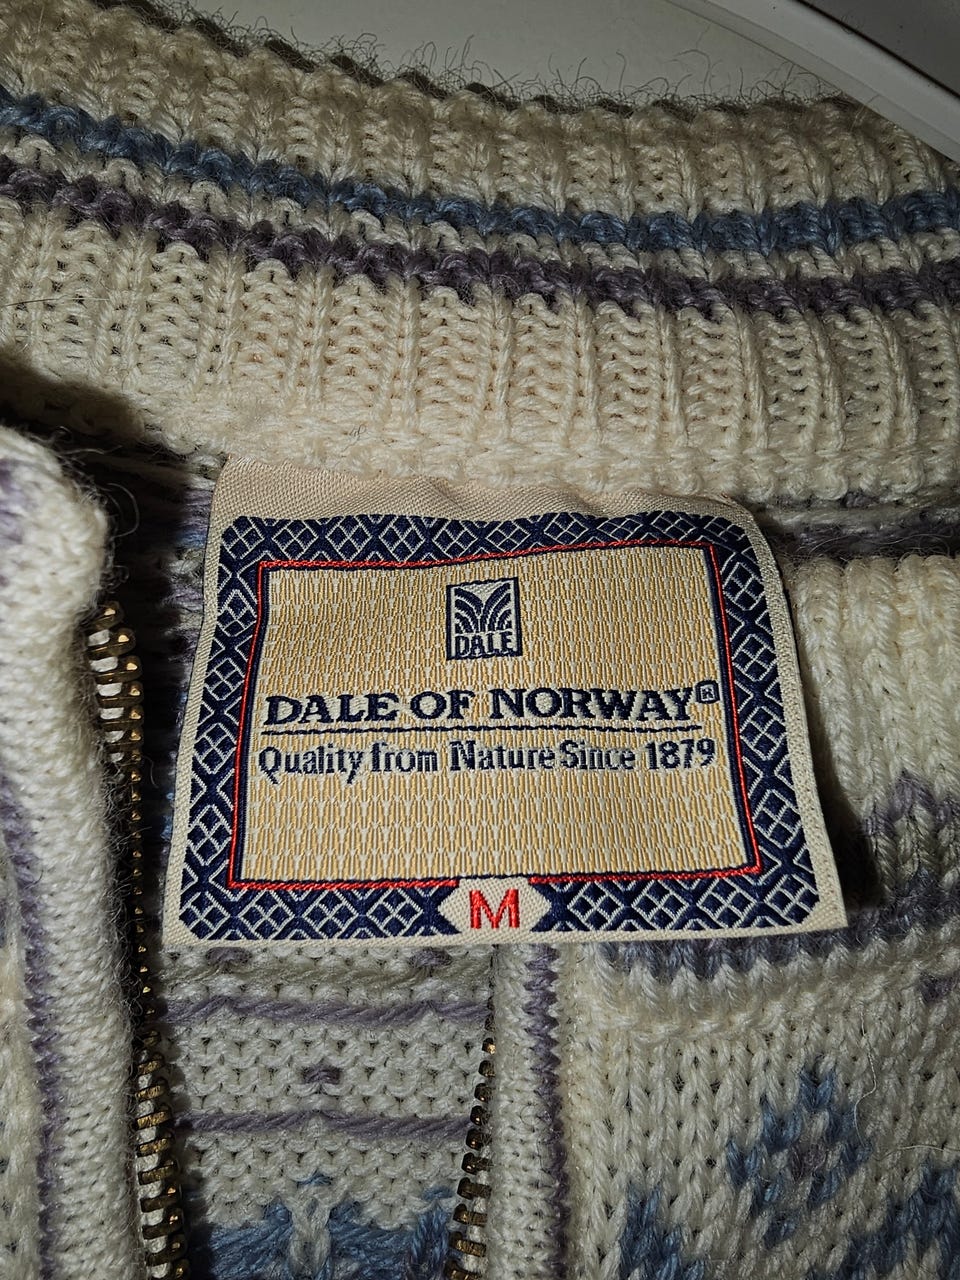 DALE
DALE OF NORWAY®
Quality from Nature Since 1879
M